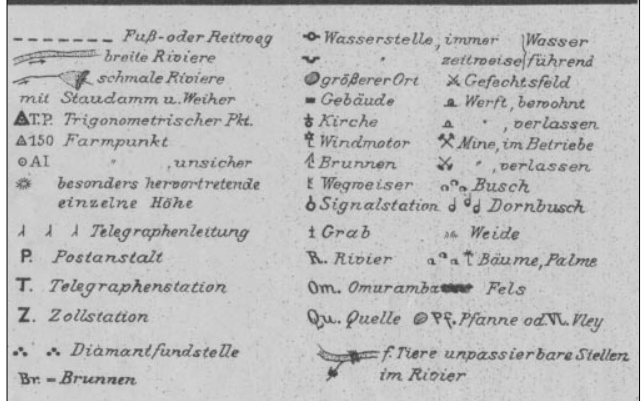 Fuß- oder Reitweg
breite Riviere
schmale Riviere
mit Staudamm u. Weiher
T.P. Trigonometrischer Pkt.
150 Farmpunkt
AI " , unsicher
besonders hervortretende
einzelne Höhe
Telegraphenleitung
P. Postanstalt
T. Telegraphenstation
Z. Zollstation
Diamantfundstelle
Br. = Brunnen
Wasserstelle, immer } Wasser
" zeitweise } führend
größerer Ort Gefechtsfeld
Gebäude Werft, bewohnt
Kirche " , verlassen
Windmotor Mine, im Betriebe
Brunnen " , verlassen
Wegweiser Busch
Signalstation Dornbusch
Grab Weide
R. Rivier Bäume, Palme
Om. Omuramba Fels
Qu. Quelle Pf. Pfanne od. V. Vley
f. Tiere unpassierbare Stellen
im Rivier